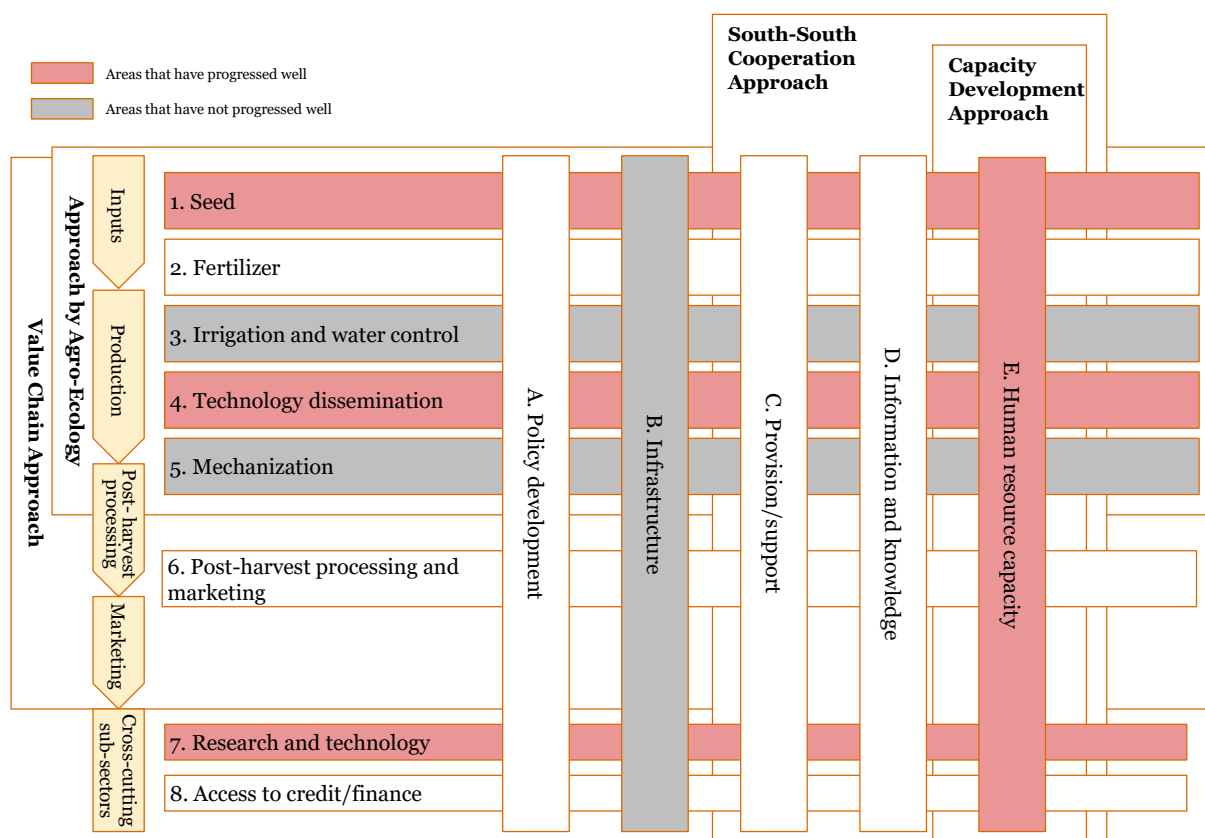 South-South
Cooperation
Approach
Capacity
Development
Approach
Areas that have progressed well
Areas that have not progressed well
Value Chain Approach
Approach by Agro-Ecology
Inputs
Production
Post- harvest
processing
Marketing
Cross-cutting
sub-sectors
1. Seed
2. Fertilizer
3. Irrigation and water control
4. Technology dissemination
5. Mechanization
6. Post-harvest processing and
marketing
7. Research and technology
8. Access to credit/finance
A. Policy development
B. Infrastructure
C. Provision/support
D. Information and knowledge
E. Human resource capacity